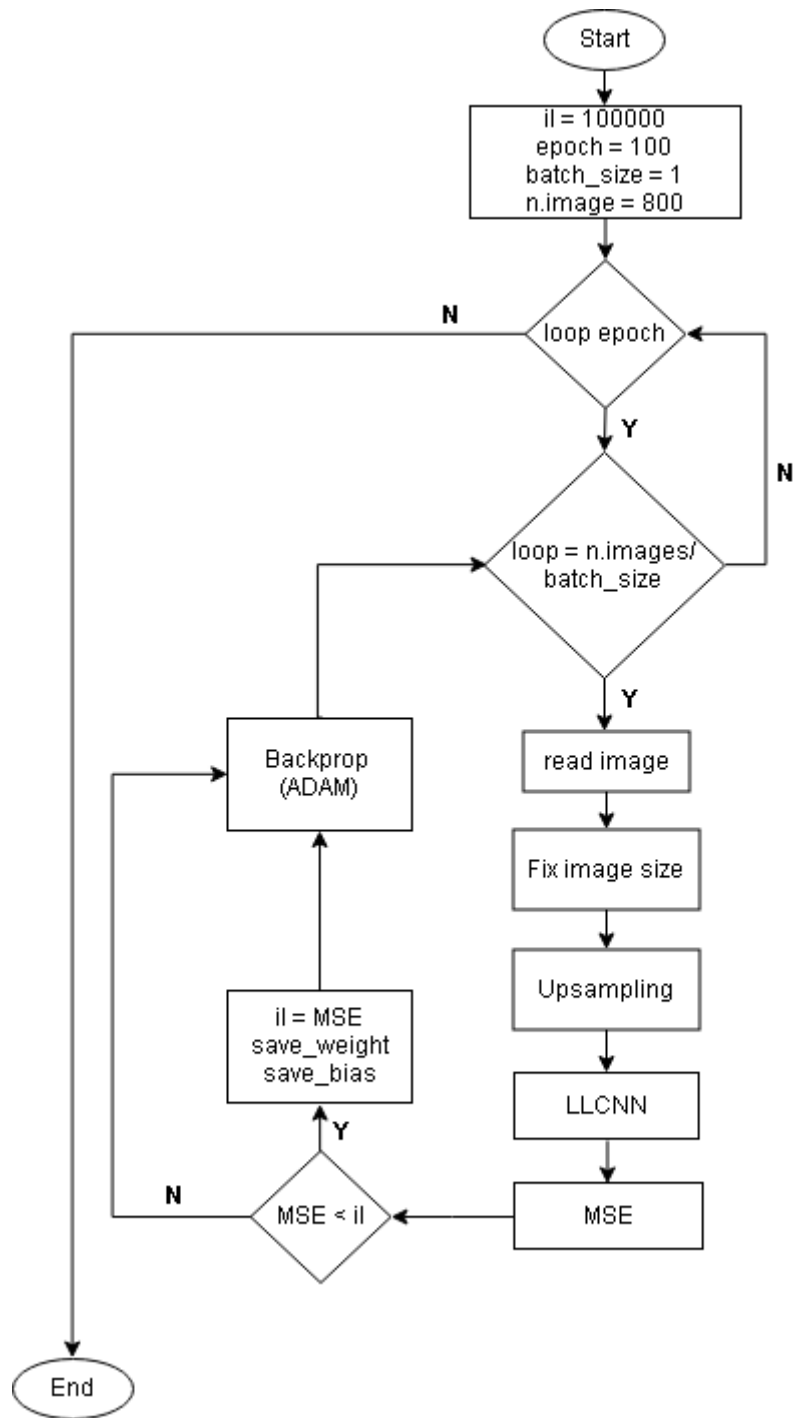 Start
il = 100000
epoch = 100
batch_size = 1
n.image = 800
N
loop epoch
Y
N
loop = n.images/
batch_size
Y
Backprop
(ADAM)
read image
Fix image size
Upsampling
il = MSE
save_weight
save_bias
LLCNN
Y
N
MSE < il
MSE
End